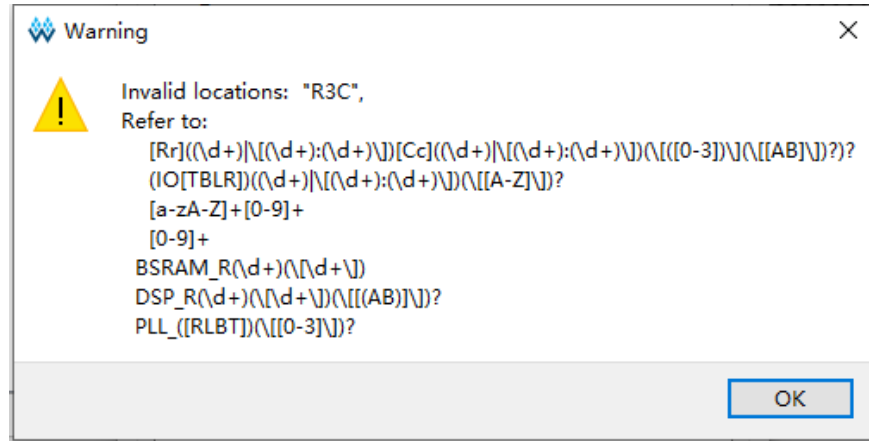 Warning
Invalid locations:  "R3C",
Refer to:
[Rr]((\d+)|\[(\d+):(\d+)\])[Cc]((\d+)|\[(\d+):(\d+)\])(\[([0-3])\](\[[AB]\])?)?
(IO[TBLR])((\d+)|\[(\d+):(\d+)\])(\[[A-Z]\])?
[a-zA-Z]+[0-9]+
[0-9]+
BSRAM_R(\d+)(\[\d+\])
DSP_R(\d+)(\[\d+\])(\[[(AB)]\])?
PLL_([RLBT])(\[[0-3]\])?
OK